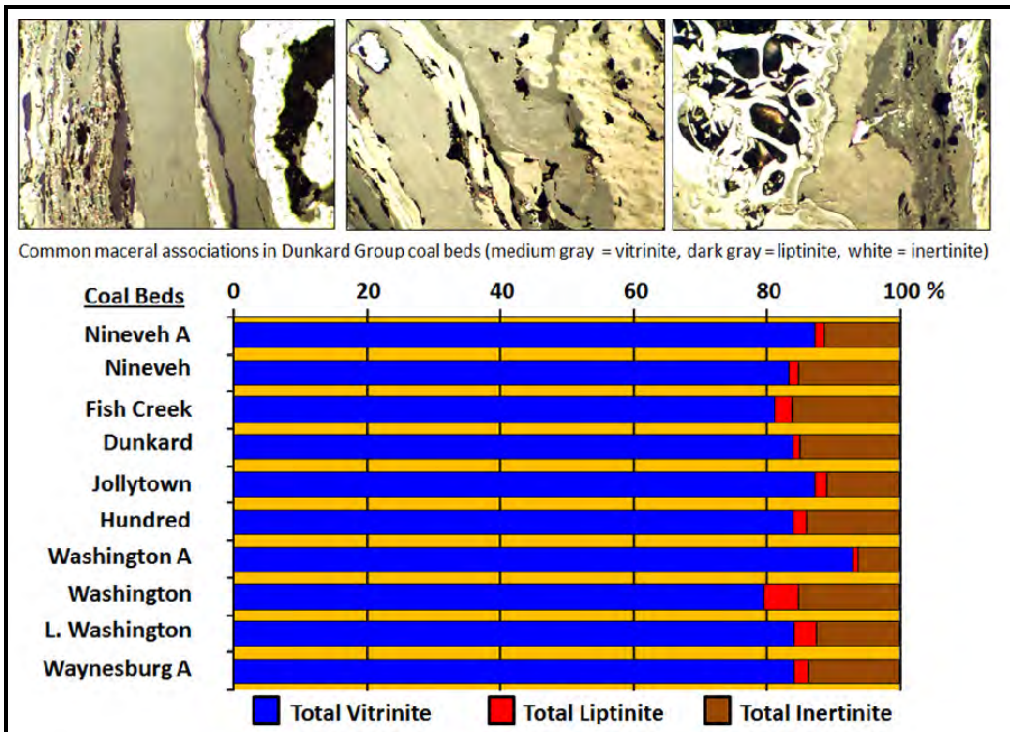 Common maceral associations in Dunkard Group coal beds (medium gray = vitrinite, dark gray = liptinite, white = inertinite)
Coal Beds 0 20 40 60 80 100 %
Nineveh A
Nineveh
Fish Creek
Dunkard
Jollytown
Hundred
Washington A
Washington
L. Washington
Waynesburg A
Total Vitrinite Total Liptinite Total Inertinite